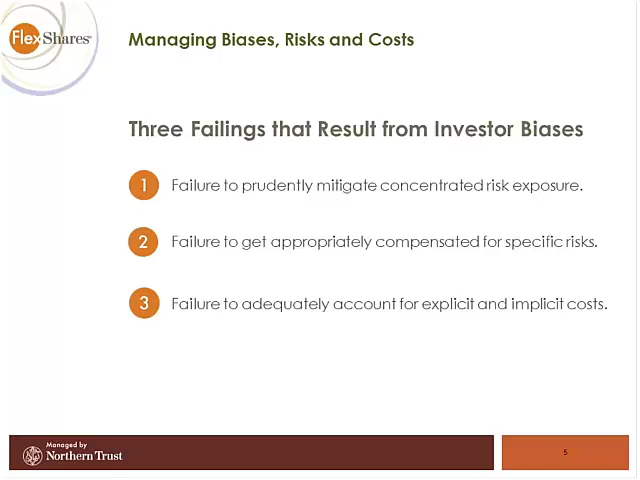 FlexShares®
Managing Biases, Risks and Costs
Three Failings that Result from Investor Biases
1 Failure to prudently mitigate concentrated risk exposure.
2 Failure to get appropriately compensated for specific risks.
3 Failure to adequately account for explicit and implicit costs.
Managed by
Northern Trust
5